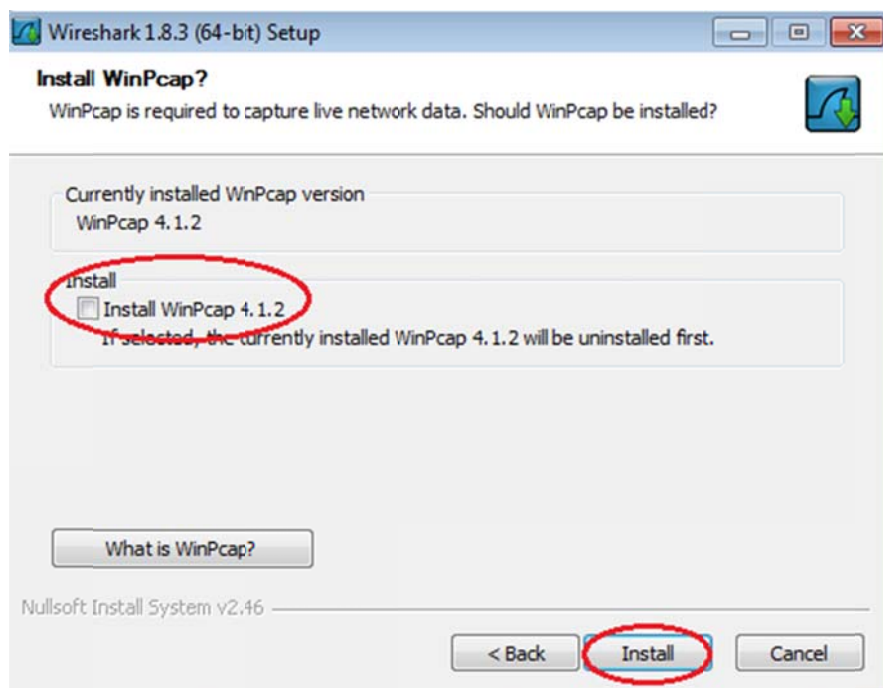 Wireshark 1.8.3 (64-bit) Setup
Install WinPcap?
WinPcap is required to capture live network data. Should WinPcap be installed?
Currently installed WinPcap version
WinPcap 4.1.2
Install
Install WinPcap 4.1.2
If selected, the currently installed WinPcap 4.1.2 will be uninstalled first.
What is WinPcap?
Nullsoft Install System v2.46
< Back
Install
Cancel